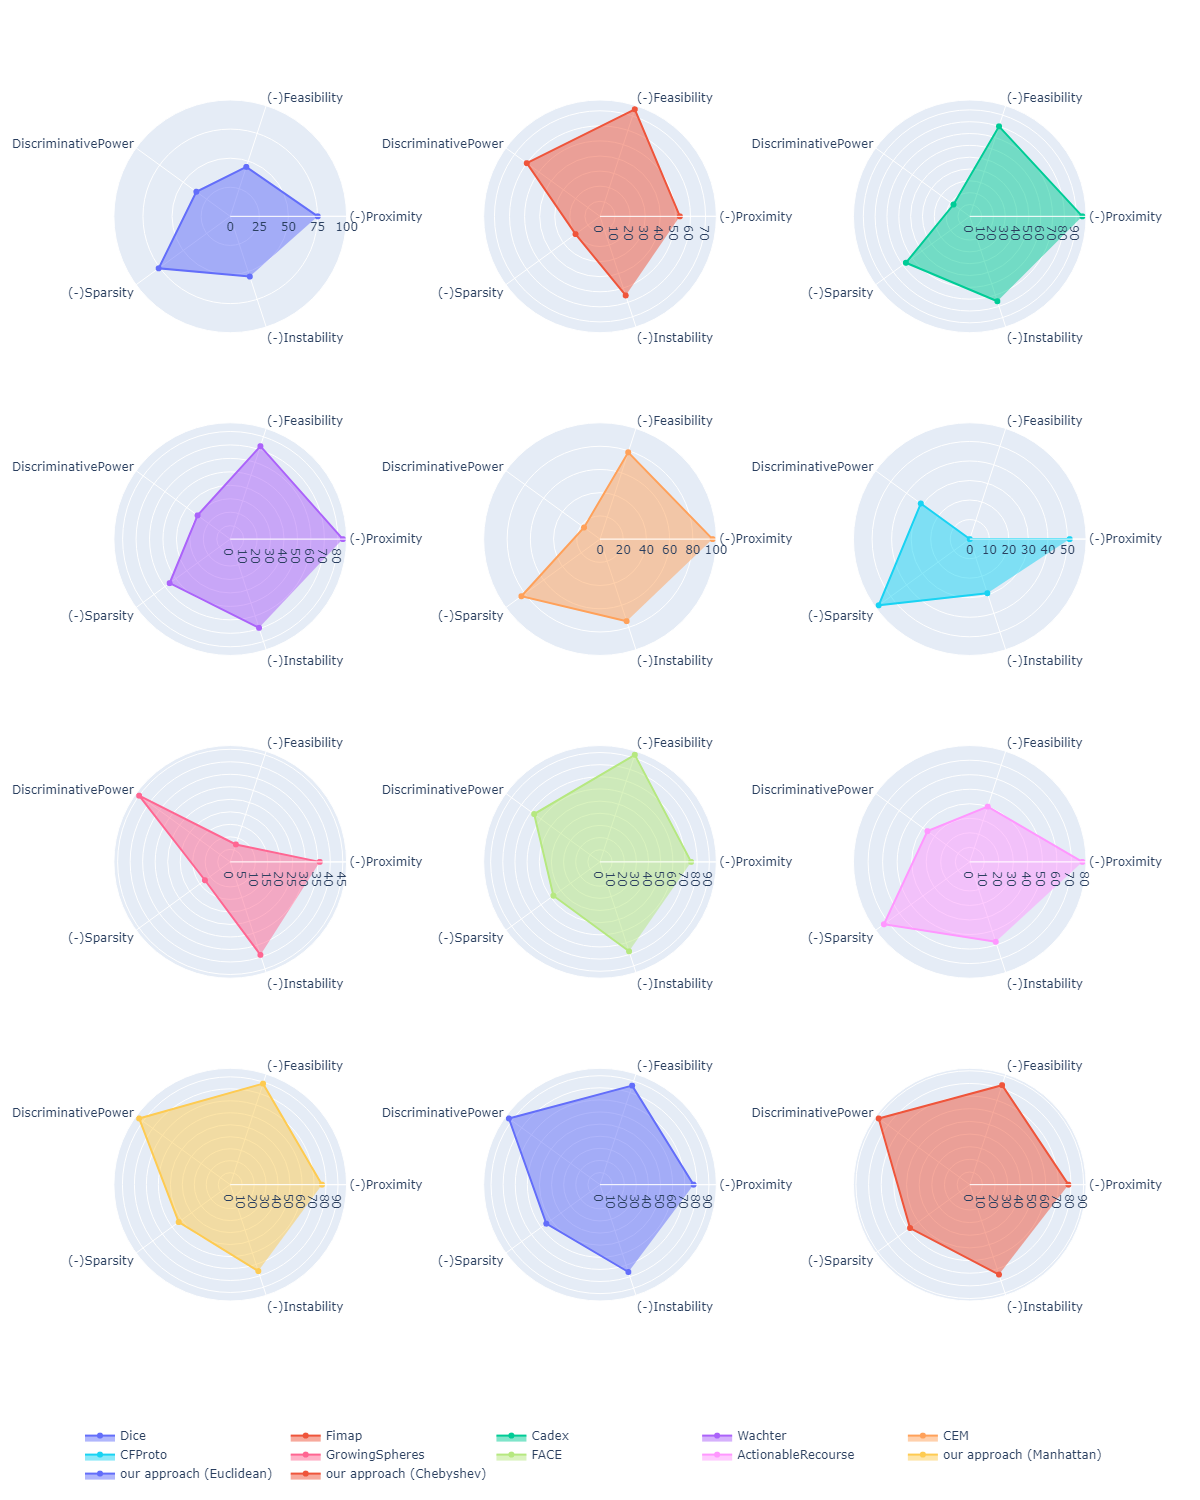 (-)Feasibility (-)Feasibility (-)Feasibility
DiscriminativePower DiscriminativePower DiscriminativePower
(-)Proximity (-)Proximity (-)Proximity
0 25 50 75 100
0 10 20 30 40 50 60 70
0 10 20 30 40 50 60 70 80 90
(-)Sparsity (-)Sparsity (-)Sparsity
(-)Instability (-)Instability (-)Instability
(-)Feasibility (-)Feasibility (-)Feasibility
DiscriminativePower DiscriminativePower DiscriminativePower
(-)Proximity (-)Proximity (-)Proximity
0 10 20 30 40 50 60 70 80
0 20 40 60 80 100
0 10 20 30 40 50
(-)Sparsity (-)Sparsity (-)Sparsity
(-)Instability (-)Instability (-)Instability
(-)Feasibility (-)Feasibility (-)Feasibility
DiscriminativePower DiscriminativePower DiscriminativePower
(-)Proximity (-)Proximity (-)Proximity
0 5 10 15 20 25 30 35 40 45
0 10 20 30 40 50 60 70 80 90
0 10 20 30 40 50 60 70 80
(-)Sparsity (-)Sparsity (-)Sparsity
(-)Instability (-)Instability (-)Instability
(-)Feasibility (-)Feasibility (-)Feasibility
DiscriminativePower DiscriminativePower DiscriminativePower
(-)Proximity (-)Proximity (-)Proximity
0 10 20 30 40 50 60 70 80 90
0 10 20 30 40 50 60 70 80 90
0 10 20 30 40 50 60 70 80 90
(-)Sparsity (-)Sparsity (-)Sparsity
(-)Instability (-)Instability (-)Instability
Dice Fimap Cadex Wachter CEM
CFProto GrowingSpheres FACE ActionableRecourse our approach (Manhattan)
our approach (Euclidean) our approach (Chebyshev)